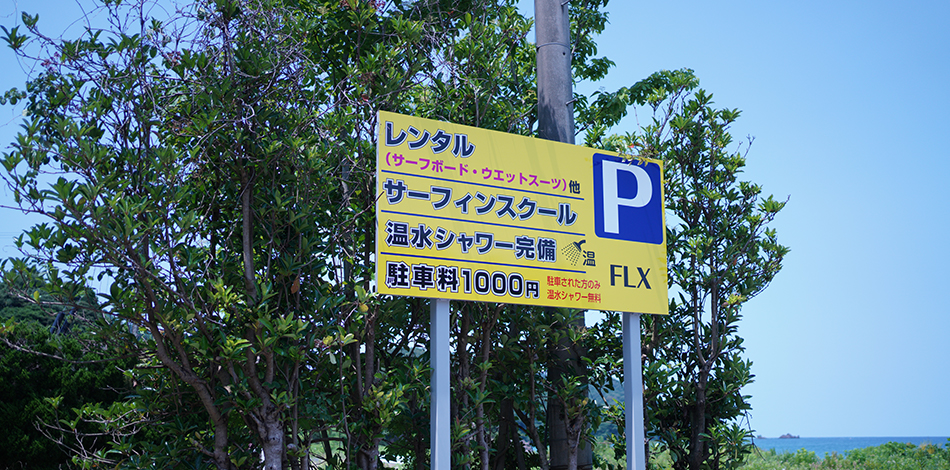 レンタル
(サーフボード・ウエットスーツ)他
サーフィンスクール
温水シャワー完備
温
駐車料1000円
駐車された方のみ
温水シャワー無料
P
FLX